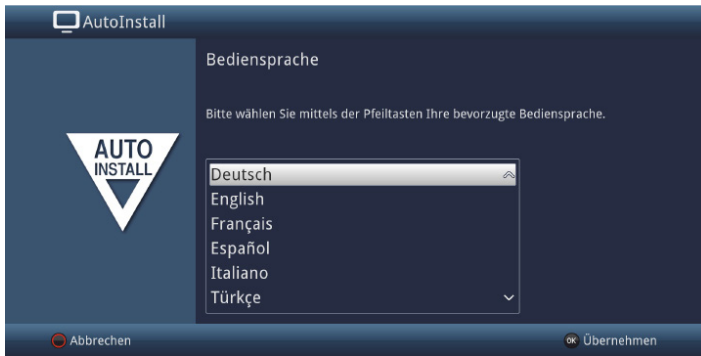 AutoInstall
Bediensprache
Bitte wählen Sie mittels der Pfeiltasten Ihre bevorzugte Bediensprache.
AUTO
INSTALL
Deutsch
English
Français
Español
Italiano
Türkçe
Abbrechen
OK Übernehmen